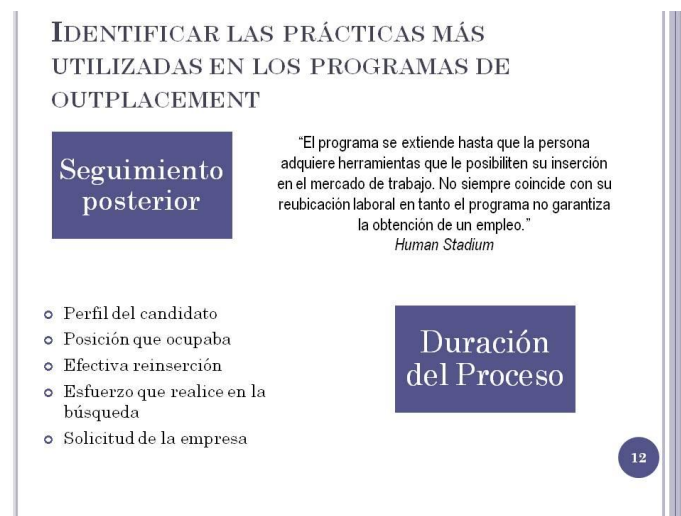 IDENTIFICAR LAS PRÁCTICAS MÁS
UTILIZADAS EN LOS PROGRAMAS DE
OUTPLACEMENT
Seguimiento
posterior
“El programa se extiende hasta que la persona
adquiere herramientas que le posibiliten su inserción
en el mercado de trabajo. No siempre coincide con su
reubicación laboral en tanto el programa no garantiza
la obtención de un empleo.”
Human Stadium
Perfil del candidato
Posición que ocupaba
Efectiva reinserción
Esfuerzo que realice en la
búsqueda
Solicitud de la empresa
Duración
del Proceso
12